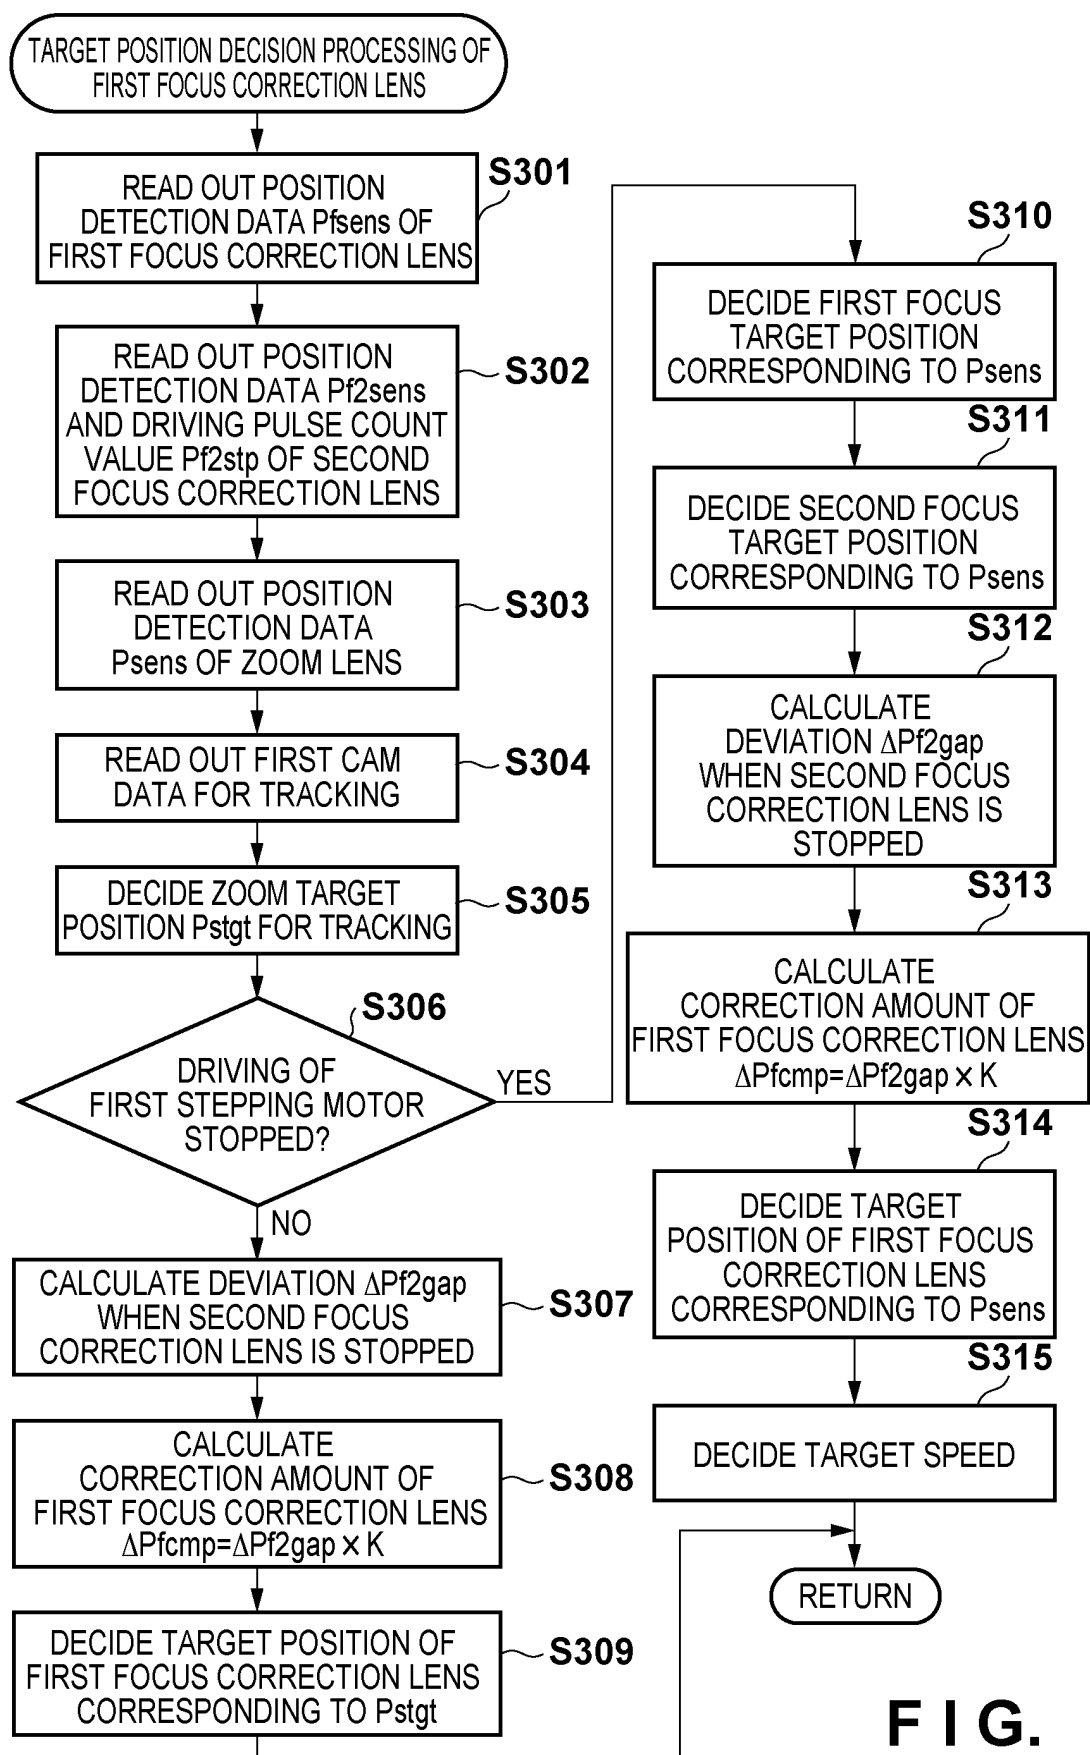 TARGET POSITION DECISION PROCESSING OF
FIRST FOCUS CORRECTION LENS
S301
READ OUT POSITION
DETECTION DATA Pfsens OF
FIRST FOCUS CORRECTION LENS
S302
READ OUT POSITION
DETECTION DATA Pf2sens
AND DRIVING PULSE COUNT
VALUE Pf2stp OF SECOND
FOCUS CORRECTION LENS
S303
READ OUT POSITION
DETECTION DATA
Psens OF ZOOM LENS
S304
READ OUT FIRST CAM
DATA FOR TRACKING
S305
DECIDE ZOOM TARGET
POSITION Pstgt FOR TRACKING
S306
DRIVING OF
FIRST STEPPING MOTOR
STOPPED?
YES
NO
S307
CALCULATE DEVIATION ΔPf2gap
WHEN SECOND FOCUS
CORRECTION LENS IS STOPPED
S308
CALCULATE
CORRECTION AMOUNT OF
FIRST FOCUS CORRECTION LENS
ΔPfcmp=ΔPf2gap×K
S309
DECIDE TARGET POSITION OF
FIRST FOCUS CORRECTION LENS
CORRESPONDING TO Pstgt
S310
DECIDE FIRST FOCUS
TARGET POSITION
CORRESPONDING TO Psens
S311
DECIDE SECOND FOCUS
TARGET POSITION
CORRESPONDING TO Psens
S312
CALCULATE
DEVIATION ΔPf2gap
WHEN SECOND FOCUS
CORRECTION LENS IS
STOPPED
S313
CALCULATE
CORRECTION AMOUNT OF
FIRST FOCUS CORRECTION LENS
ΔPfcmp=ΔPf2gap×K
S314
DECIDE TARGET
POSITION OF FIRST FOCUS
CORRECTION LENS
CORRESPONDING TO Psens
S315
DECIDE TARGET SPEED
RETURN
FIG.